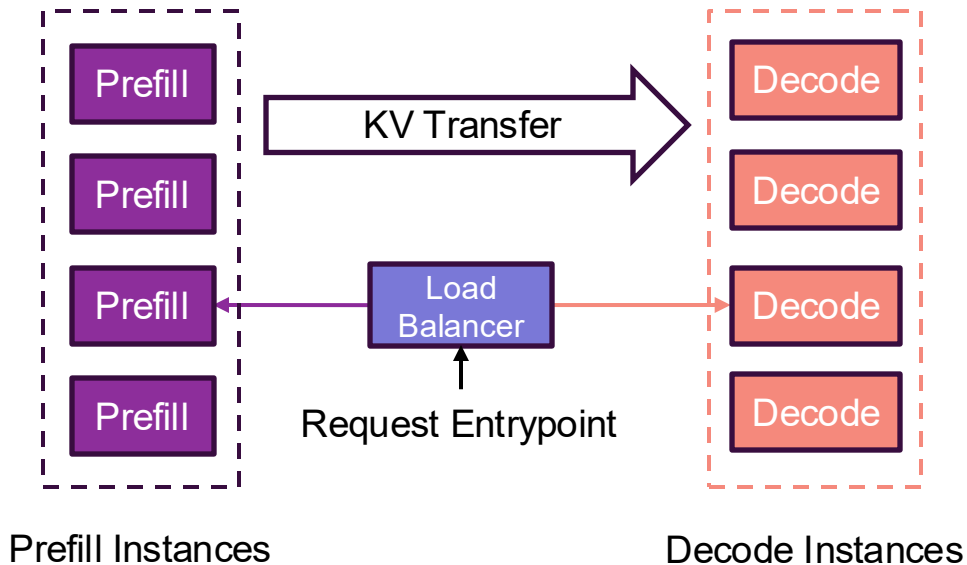 Prefill
Prefill
Prefill
Prefill
KV Transfer
Load
Balancer
Request Entrypoint
Decode
Decode
Decode
Decode
Prefill Instances
Decode Instances